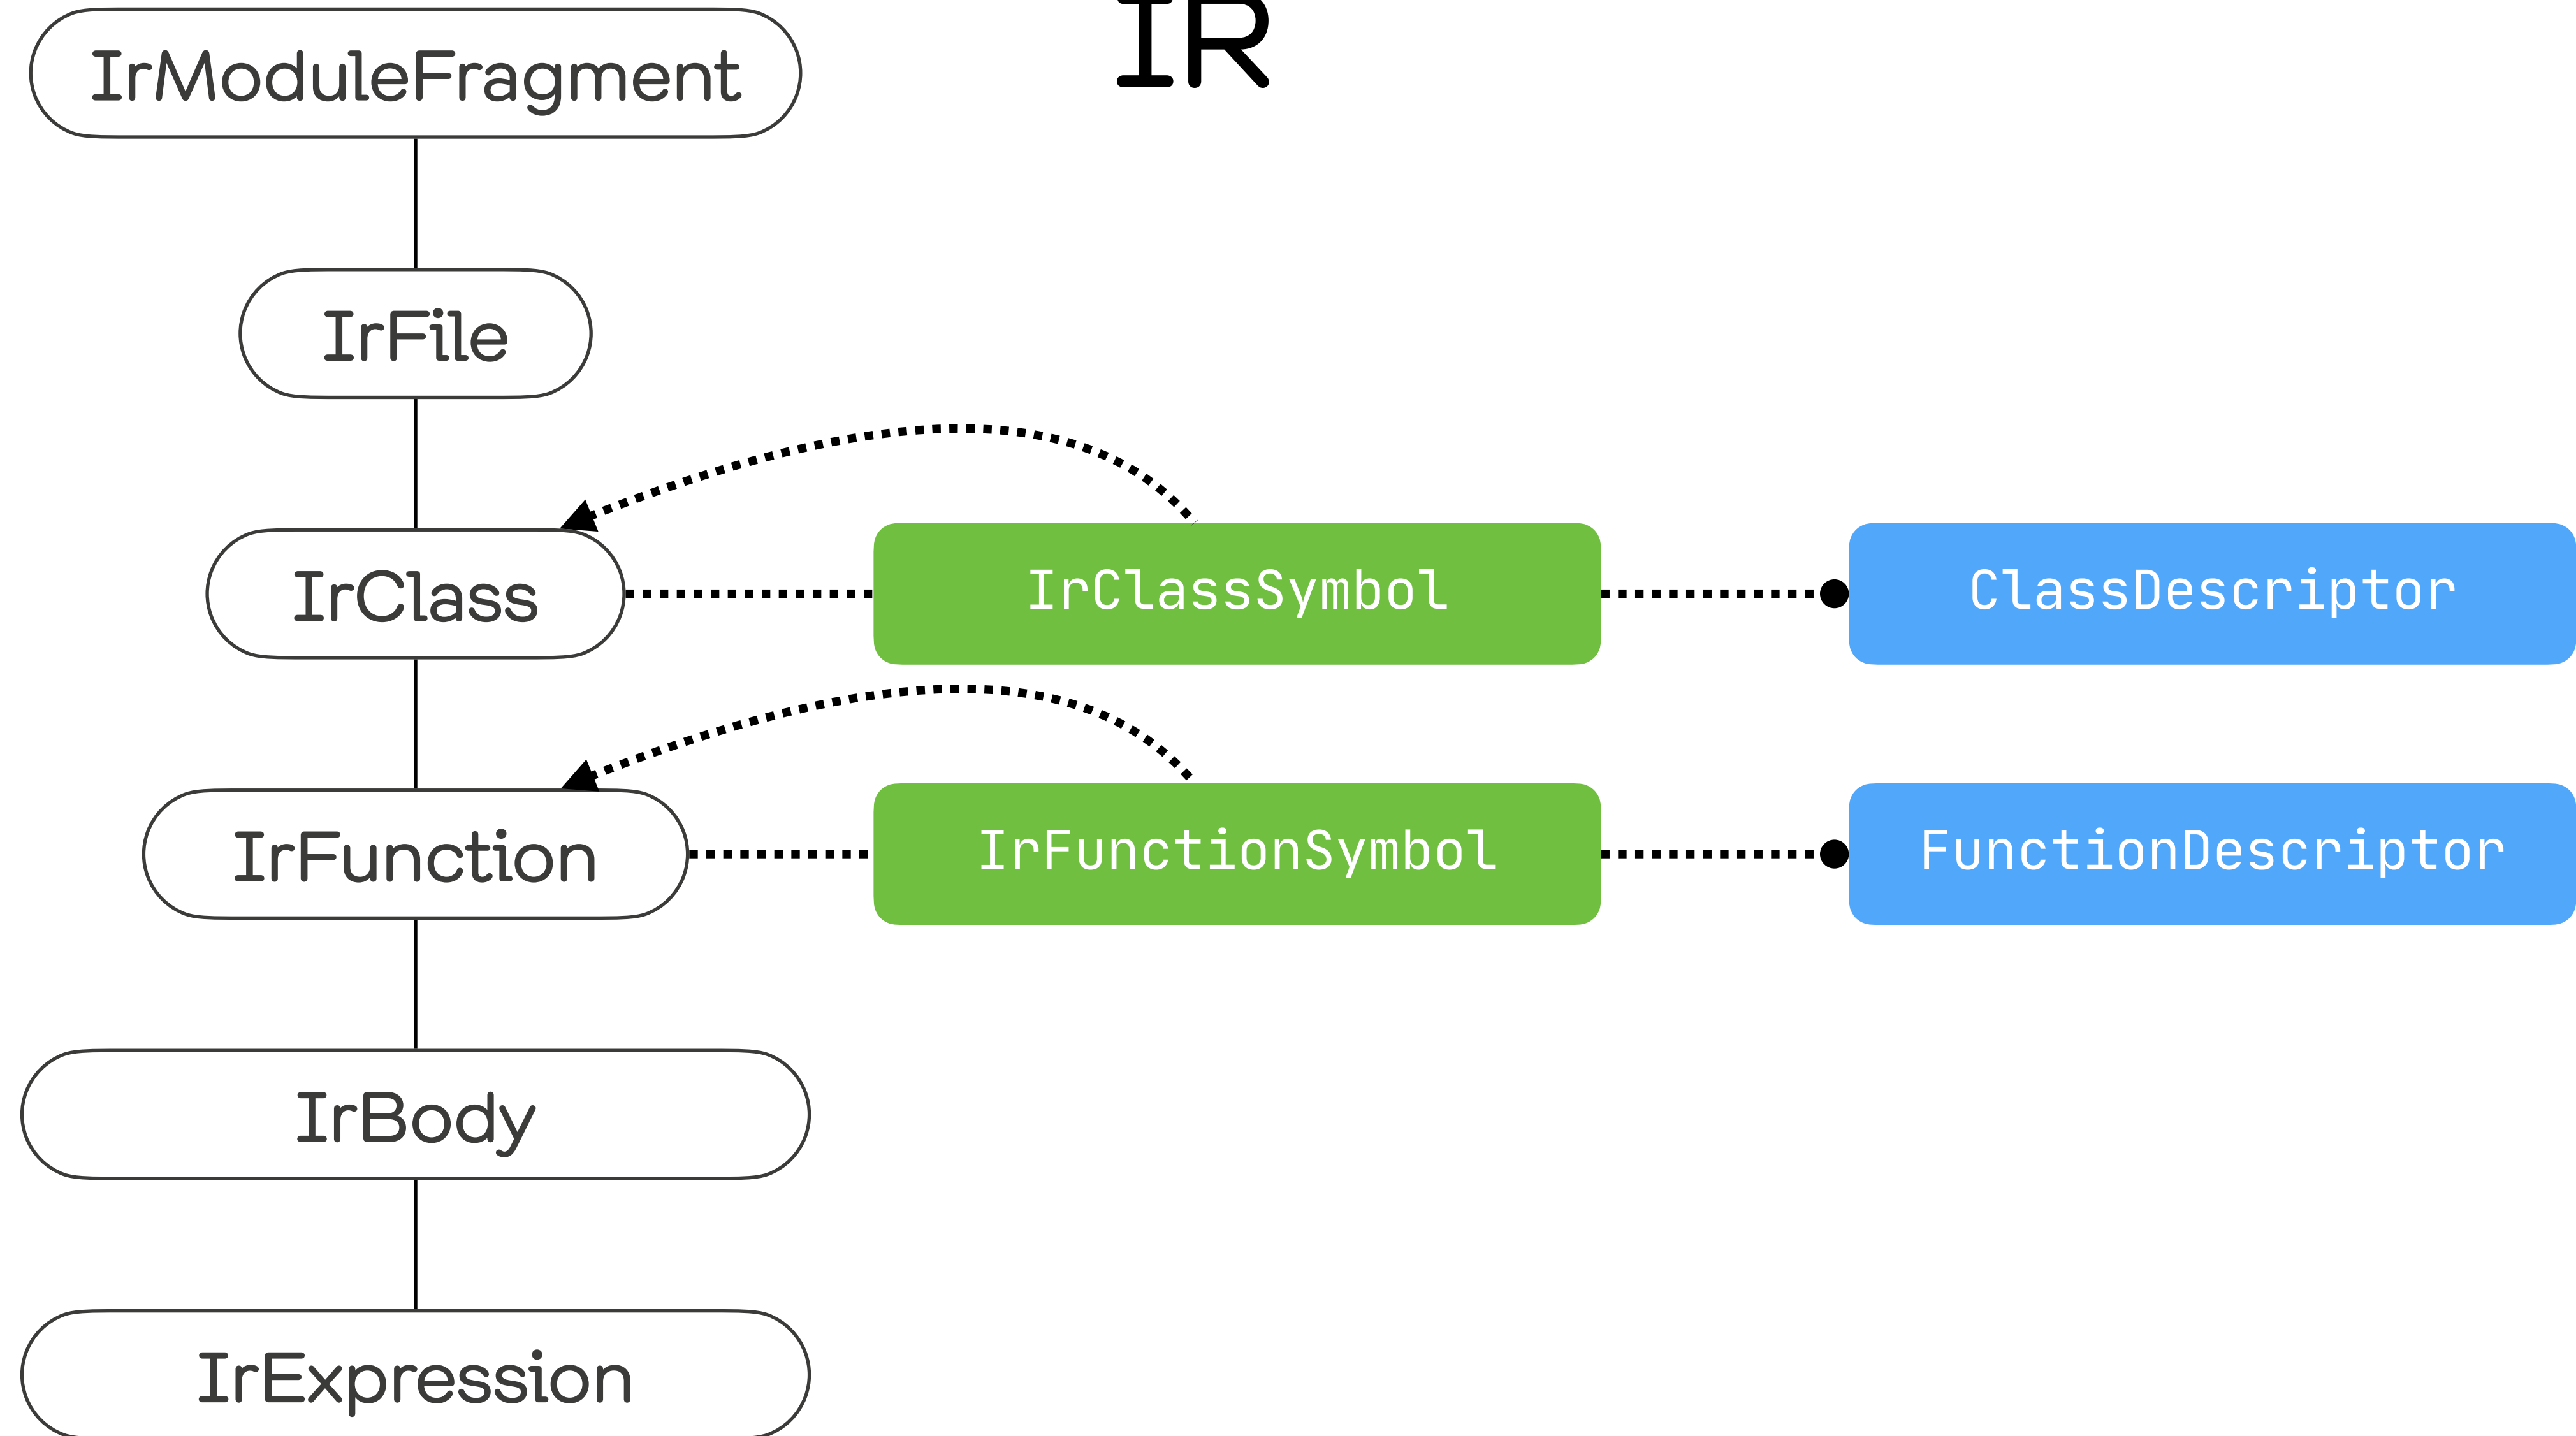 IR
IrModuleFragment
IrFile
IrClass
IrClassSymbol
ClassDescriptor
IrFunction
IrFunctionSymbol
FunctionDescriptor
IrBody
IrExpression